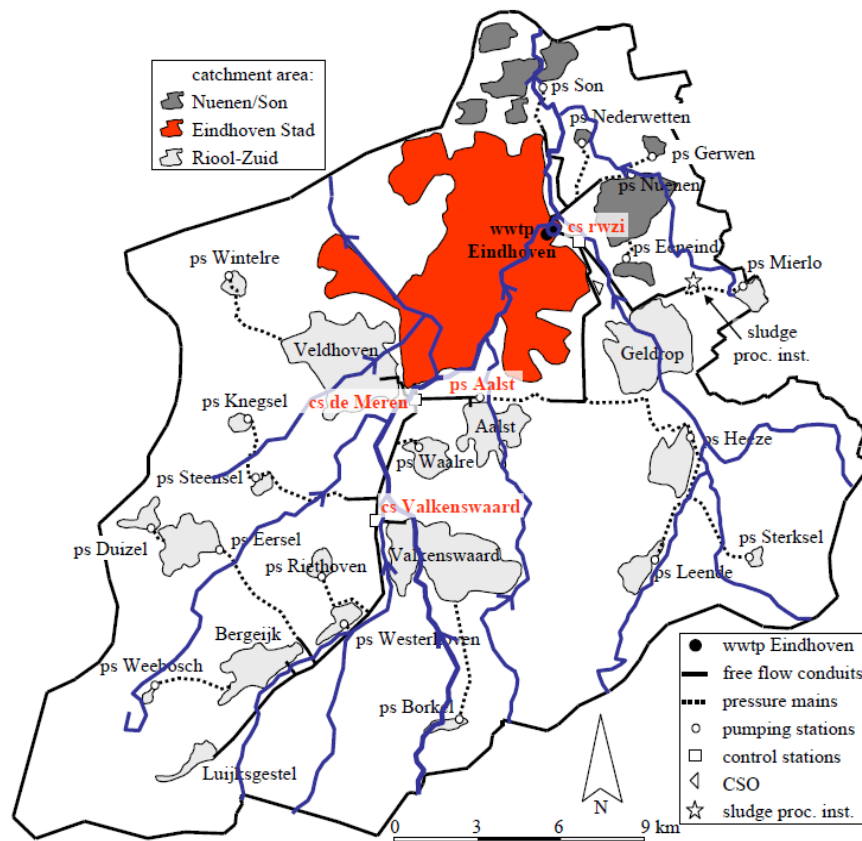 catchment area:
Nuenen/Son
Eindhoven Stad
Riool-Zuid
ps Son
ps Nederwetten
ps Gerwen
ps Nuenen
cs rwzi
wwtp
Eindhoven
ps Eeneind
ps Mierlo
ps Wintelre
sludge
proc. inst.
Veldhoven
Geldrop
ps Aalst
cs de Meren
ps Knegsel
Aalst
ps Heeze
ps Waalre
ps Steensel
cs Valkenswaard
ps Duizel
ps Eersel
ps Sterksel
Valkenswaard
ps Riethoven
ps Leende
Bergeijk
ps Westerhoven
ps Weebosch
ps Borkel
Luijksgestel
wwtp Eindhoven
free flow conduits
pressure mains
pumping stations
control stations
CSO
sludge proc. inst.
N
0 3 6 9 km